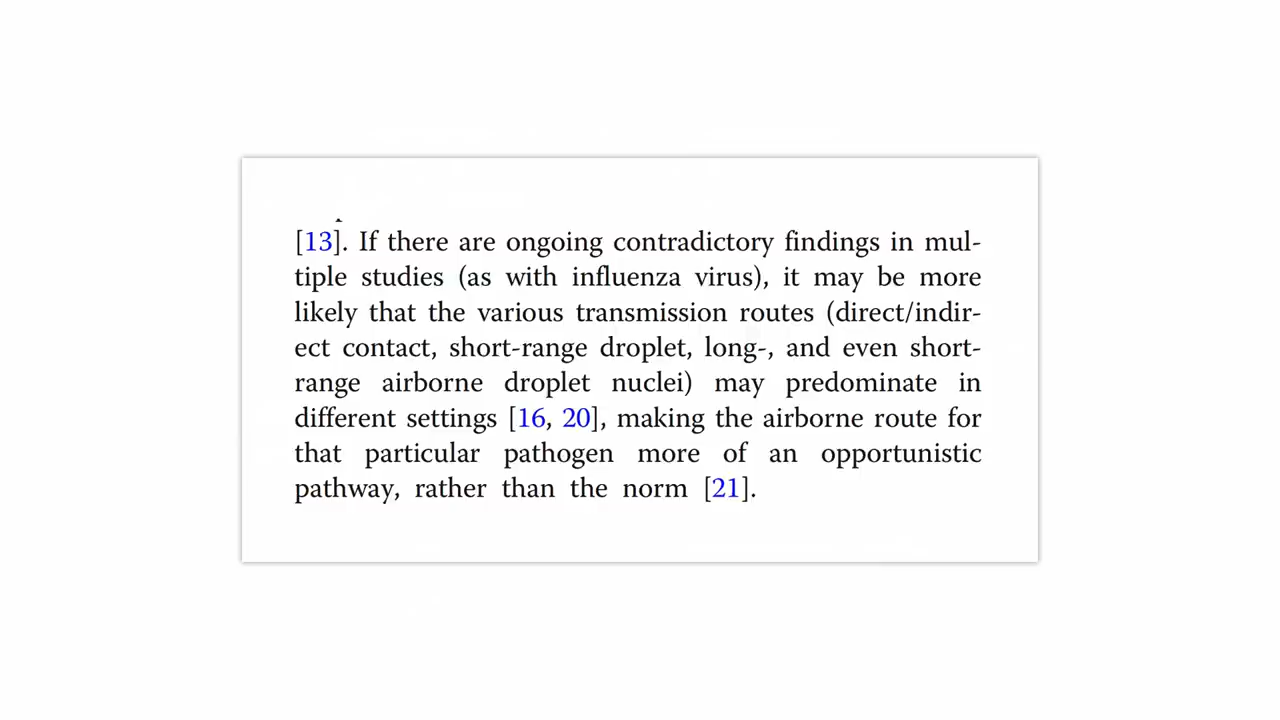 [13]. If there are ongoing contradictory findings in mul-
tiple studies (as with influenza virus), it may be more
likely that the various transmission routes (direct/indir-
ect contact, short-range droplet, long-, and even short-
range airborne droplet nuclei) may predominate in
different settings [16, 20], making the airborne route for
that particular pathogen more of an opportunistic
pathway, rather than the norm [21].